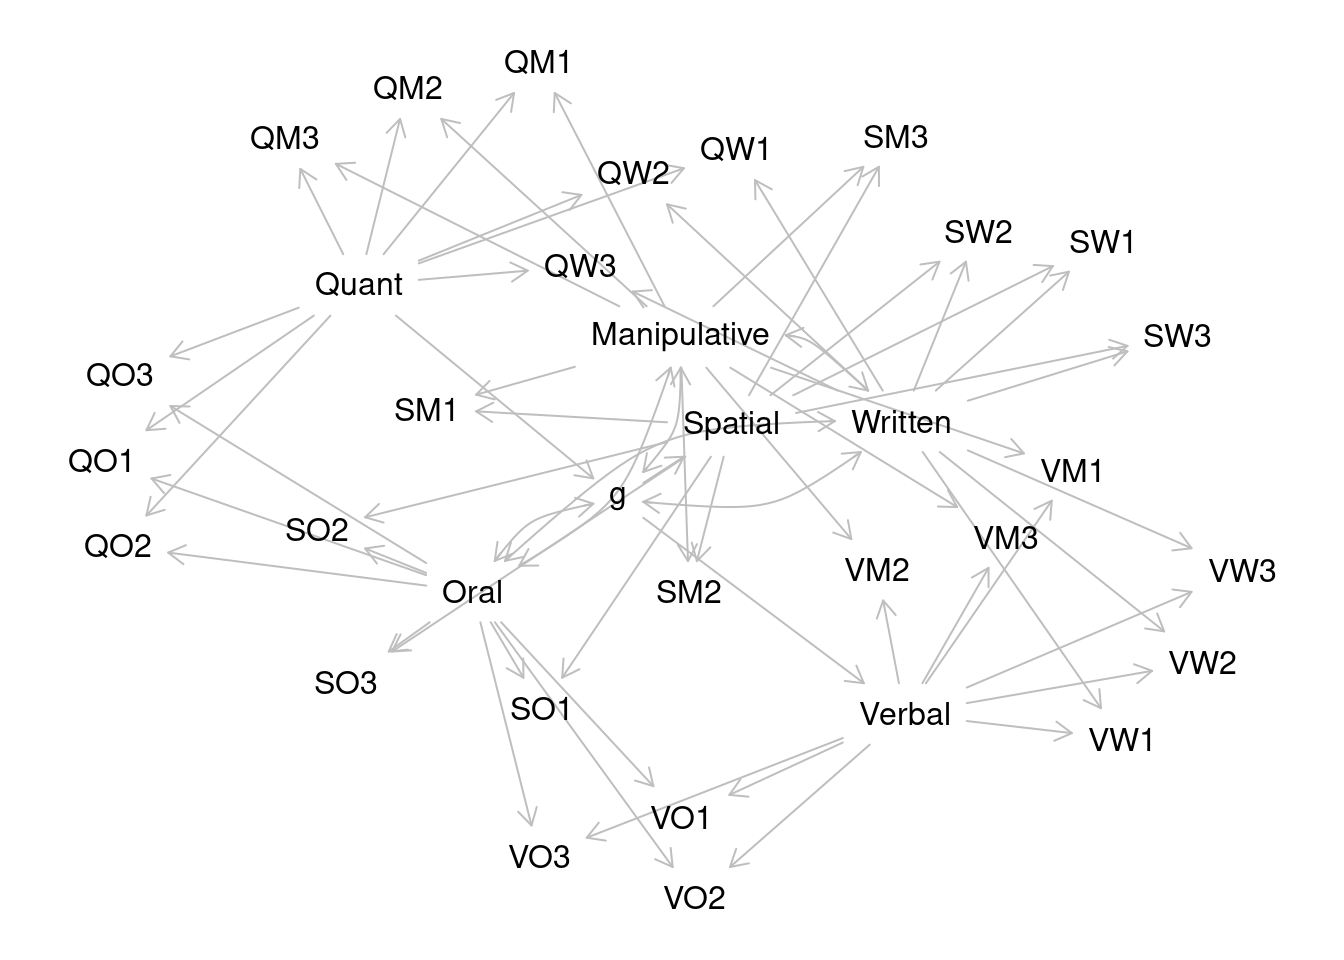 QM1
QM2
QM3
QW1
SM3
QW2
SW2
SW1
QW3
Quant
Manipulative
SW3
QO3
SM1
Spatial
Written
QO1
VM1
g
SO2
VM3
QO2
VM2
VW3
Oral
SM2
VW2
SO3
SO1
Verbal
VW1
VO1
VO3
VO2